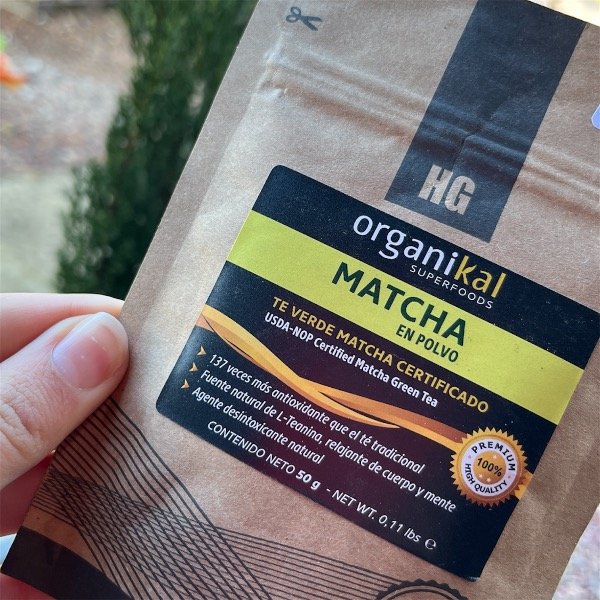 HG
organikal
SUPERFOODS
MATCHA
EN POLVO
TE VERDE MATCHA CERTIFICADO
USDA-NOP Certified Matcha Green Tea
137 veces más antioxidante que el té tradicional
Fuente natural de L-Teanina, relajante de cuerpo y mente
Agente desintoxicante natural
CONTENIDO NETO 50 g - NET WT. 0.11 lbs ℮
PREMIUM
100%
HIGH QUALITY